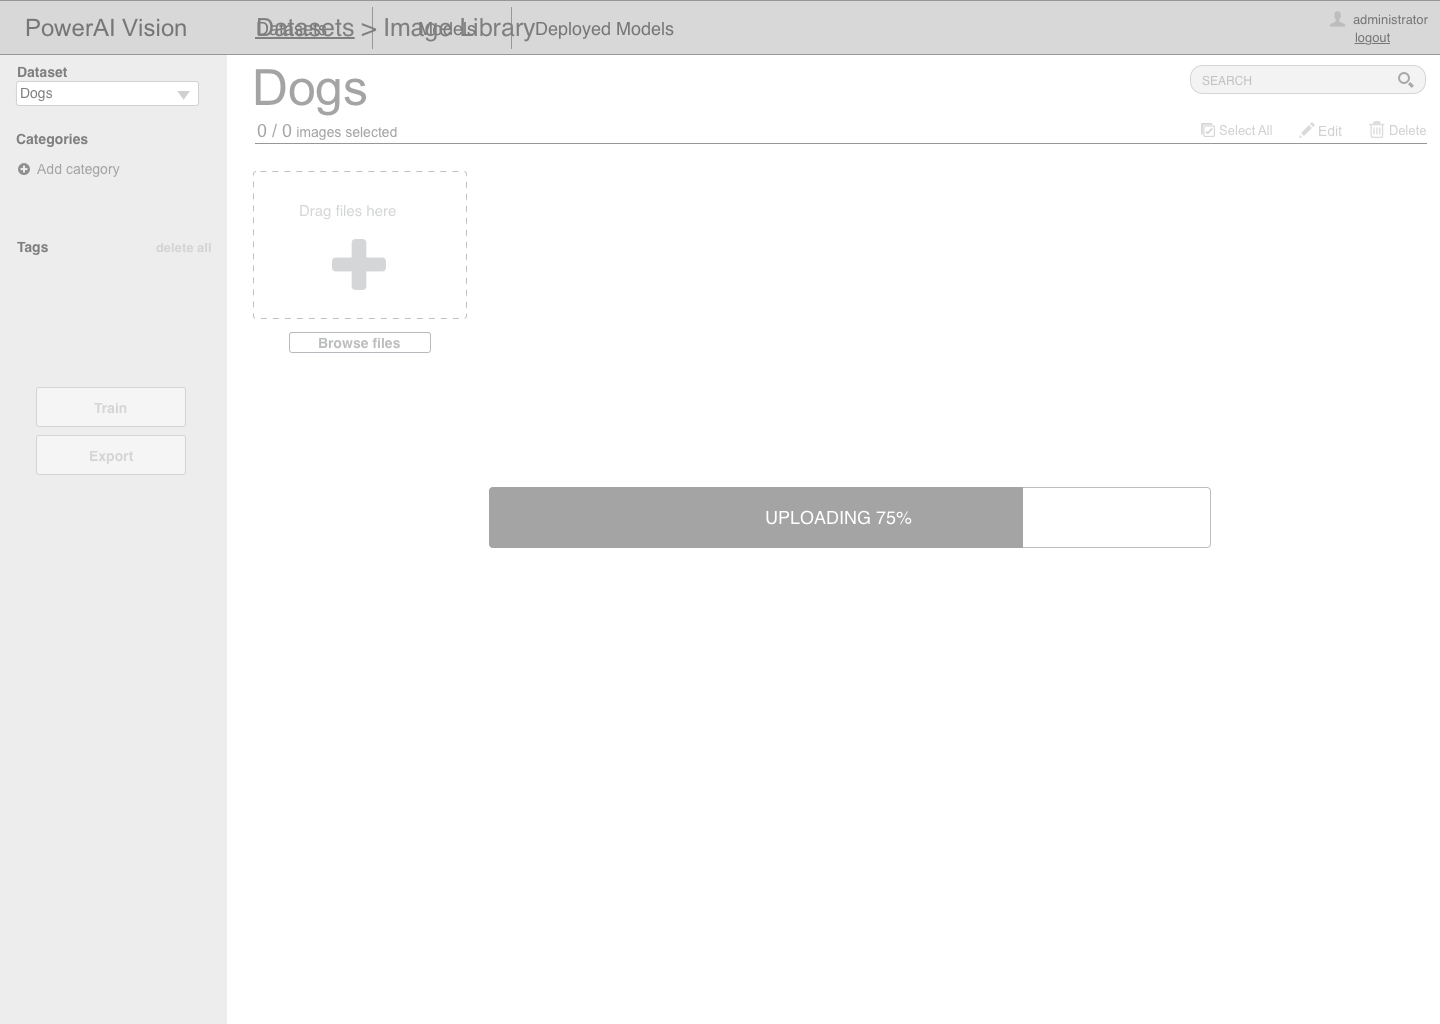 PowerAI Vision
Datasets > Image Library
Datasets
Models
Deployed Models
administrator
logout
Dataset
Dogs
Categories
Add category
Tags
delete all
Train
Export
Dogs
SEARCH
0 / 0 images selected
Select All
Edit
Delete
Drag files here
Browse files
UPLOADING 75%